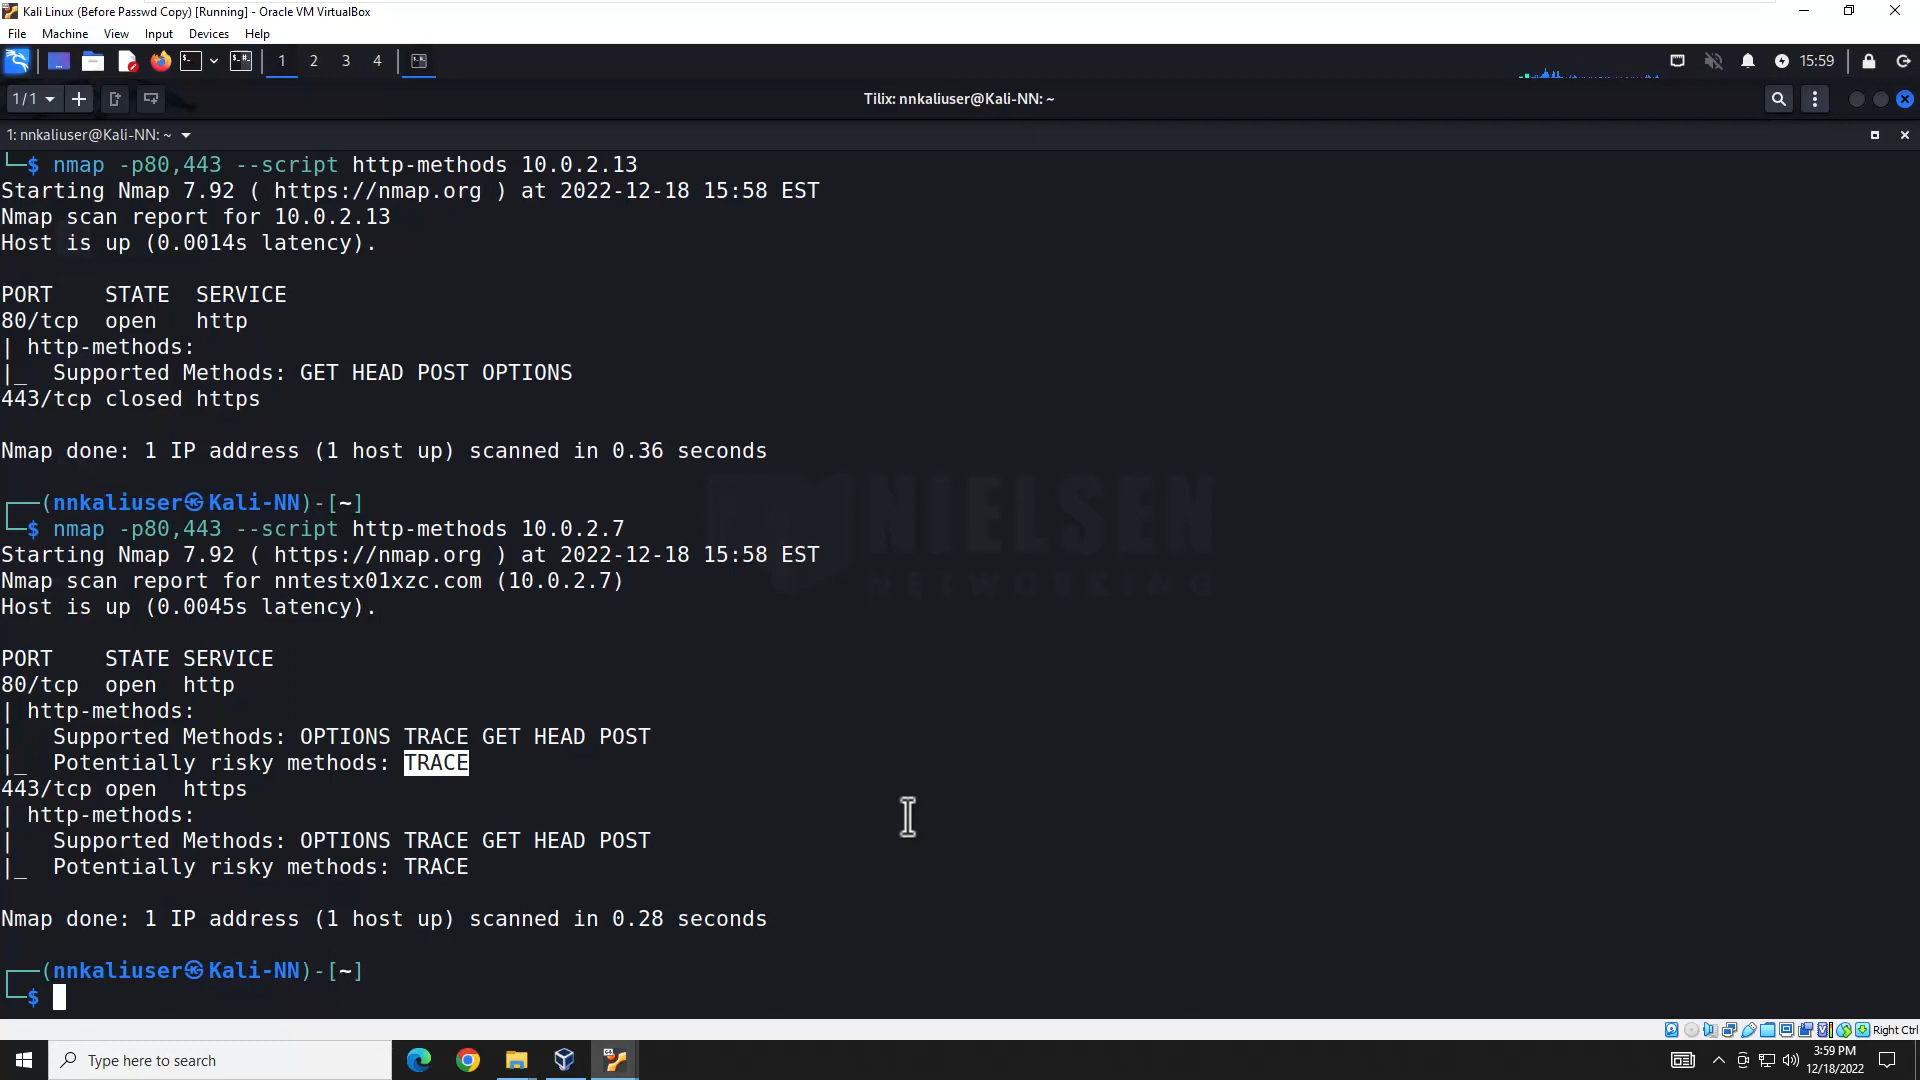 Kali Linux (Before Passwd Copy) [Running] - Oracle VM VirtualBox
File Machine View Input Devices Help
1 2 3 4 15:59
1/1 Tilix: nnkaliuser@Kali-NN: ~
1: nnkaliuser@Kali-NN: ~
└─$ nmap -p80,443 --script http-methods 10.0.2.13
Starting Nmap 7.92 ( https://nmap.org ) at 2022-12-18 15:58 EST
Nmap scan report for 10.0.2.13
Host is up (0.0014s latency).
PORT    STATE  SERVICE
80/tcp  open   http
| http-methods:
|_  Supported Methods: GET HEAD POST OPTIONS
443/tcp closed https
Nmap done: 1 IP address (1 host up) scanned in 0.36 seconds
┌──(nnkaliuser㉿Kali-NN)-[~]
└─$ nmap -p80,443 --script http-methods 10.0.2.7
Starting Nmap 7.92 ( https://nmap.org ) at 2022-12-18 15:58 EST
Nmap scan report for nntestx01xzc.com (10.0.2.7)
Host is up (0.0045s latency).
PORT    STATE SERVICE
80/tcp  open  http
| http-methods:
|   Supported Methods: OPTIONS TRACE GET HEAD POST
|_  Potentially risky methods: TRACE
443/tcp open  https
| http-methods:
|   Supported Methods: OPTIONS TRACE GET HEAD POST
|_  Potentially risky methods: TRACE
Nmap done: 1 IP address (1 host up) scanned in 0.28 seconds
┌──(nnkaliuser㉿Kali-NN)-[~]
└─$
NIELSEN
NETWORKING
Right Ctrl
Type here to search
3:59 PM
12/18/2022